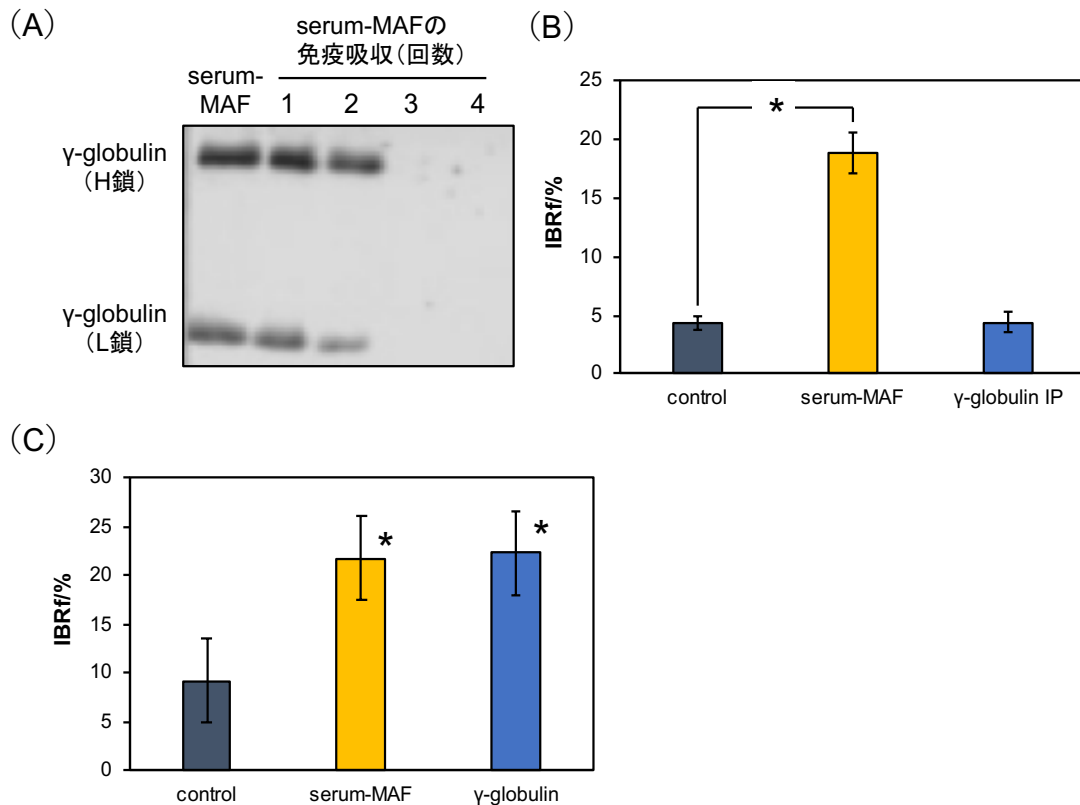 (A)
serum-MAFの
免疫吸収(回数)
serum-
MAF
1 2 3 4
γ-globulin
(H鎖)
γ-globulin
(L鎖)
(B)
25
20
15
10
5
0
IBRf/%
*
control serum-MAF γ-globulin IP
(C)
30
25
20
15
10
5
0
IBRf/%
* *
control serum-MAF γ-globulin